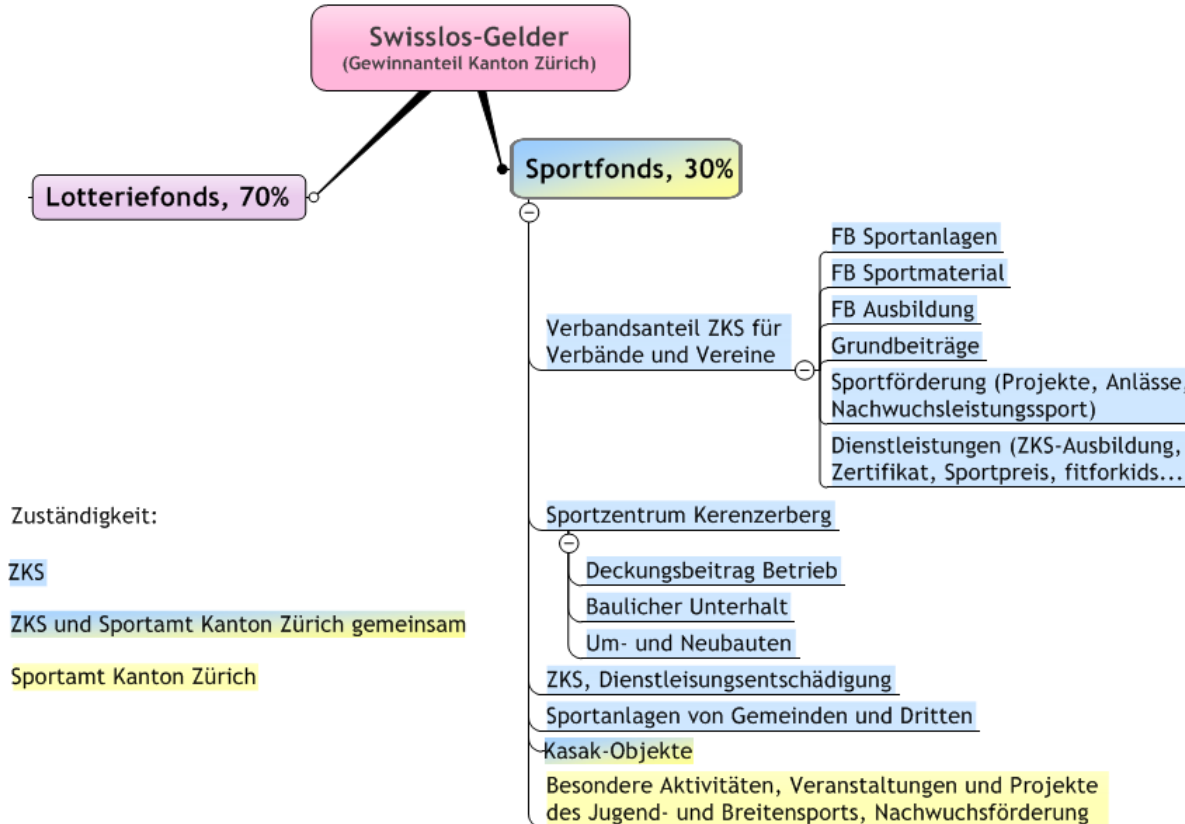 Swisslos-Gelder
(Gewinnanteil Kanton Zürich)
Sportfonds, 30%
Lotteriefonds, 70%
FB Sportanlagen
FB Sportmaterial
FB Ausbildung
Verbandsanteil ZKS für
Verbände und Vereine
Grundbeiträge
Sportförderung (Projekte, Anlässe,
Nachwuchsleistungssport)
Dienstleistungen (ZKS-Ausbildung,
Zertifikat, Sportpreis, fitforkids...
Zuständigkeit:
ZKS
ZKS und Sportamt Kanton Zürich gemeinsam
Sportamt Kanton Zürich
Sportzentrum Kerenzerberg
Deckungsbeitrag Betrieb
Baulicher Unterhalt
Um- und Neubauten
ZKS, Dienstleisungsentschädigung
Sportanlagen von Gemeinden und Dritten
Kasak-Objekte
Besondere Aktivitäten, Veranstaltungen und Projekte
des Jugend- und Breitensports, Nachwuchsförderung